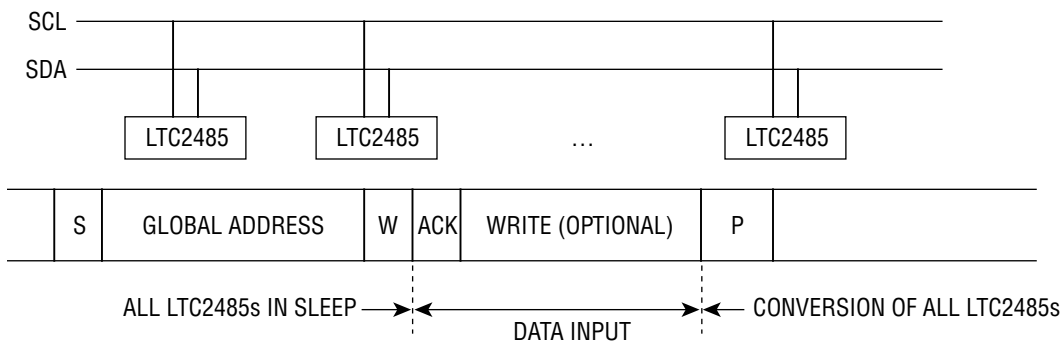 SCL
SDA
LTC2485 LTC2485 ... LTC2485
S GLOBAL ADDRESS W ACK WRITE (OPTIONAL) P
ALL LTC2485s IN SLEEP DATA INPUT CONVERSION OF ALL LTC2485s